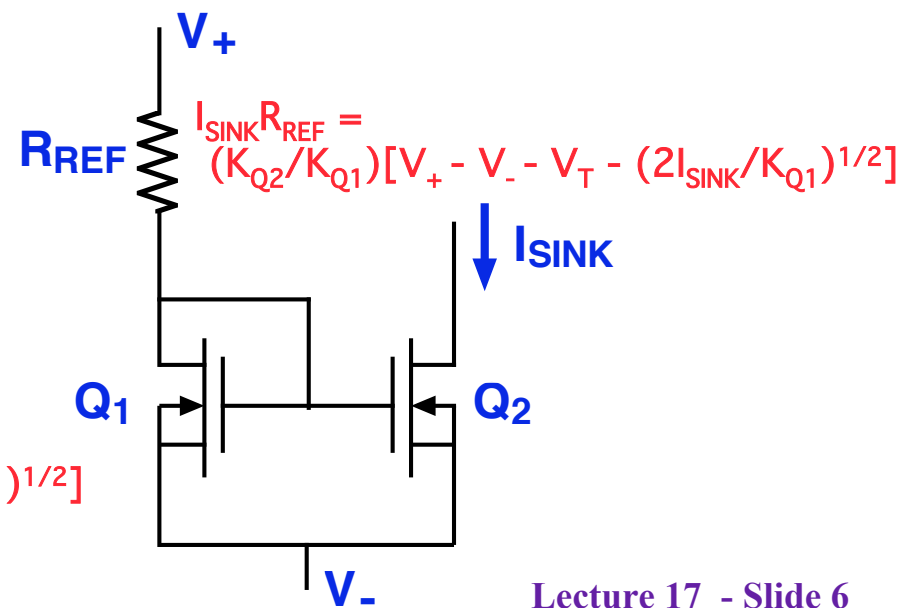 V+
RREF
ISINKRREF =
(KQ2/KQ1)[V+ - V- - VT - (2ISINK/KQ1)1/2]
ISINK
Q1
Q2
)1/2]
V-
Lecture 17 - Slide 6